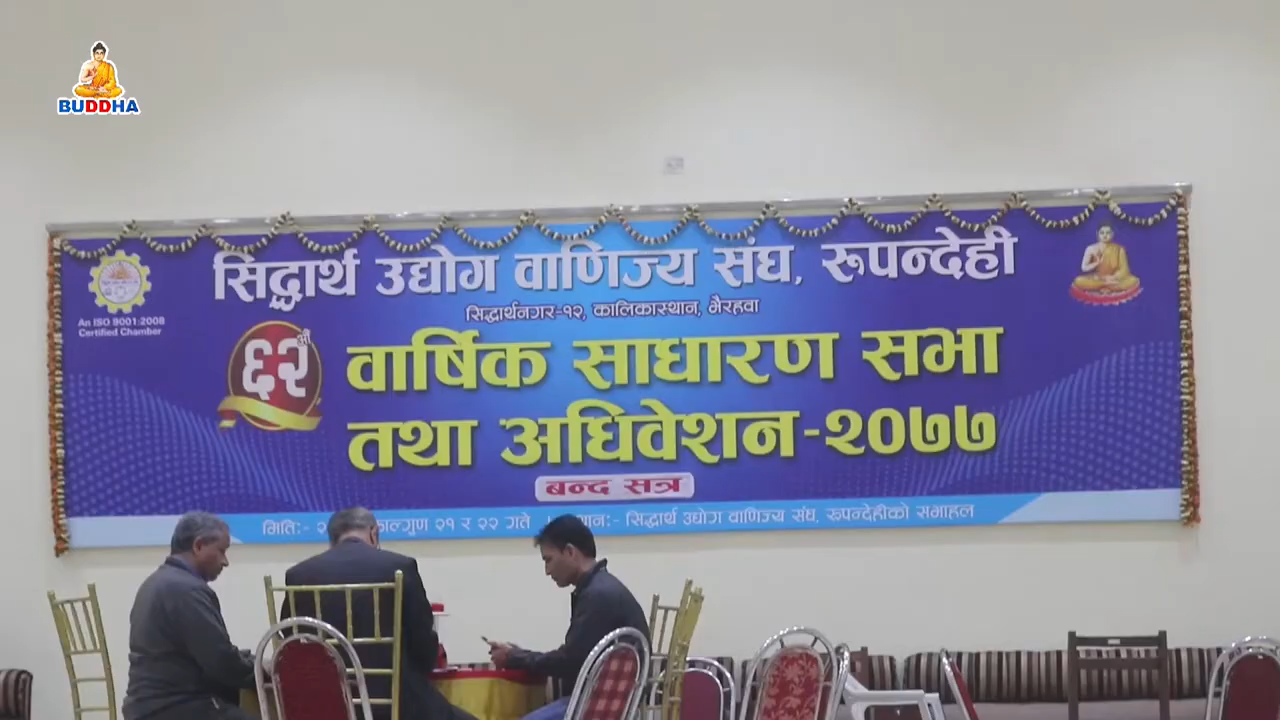 BUDDHA
सिद्धार्थ उद्योग वाणिज्य संघ, रुपन्देही
An ISO 9001:2008
Certified Chamber
सिद्धार्थनगर-१२, कालिकास्थान, भैरहवा
६२ औं
वार्षिक साधारण सभा
तथा अधिवेशन-२०७७
बन्द सत्र
मिति:- २१ र २२ गते सिद्धार्थ उद्योग वाणिज्य संघ, रुपन्देहीको सभाहल